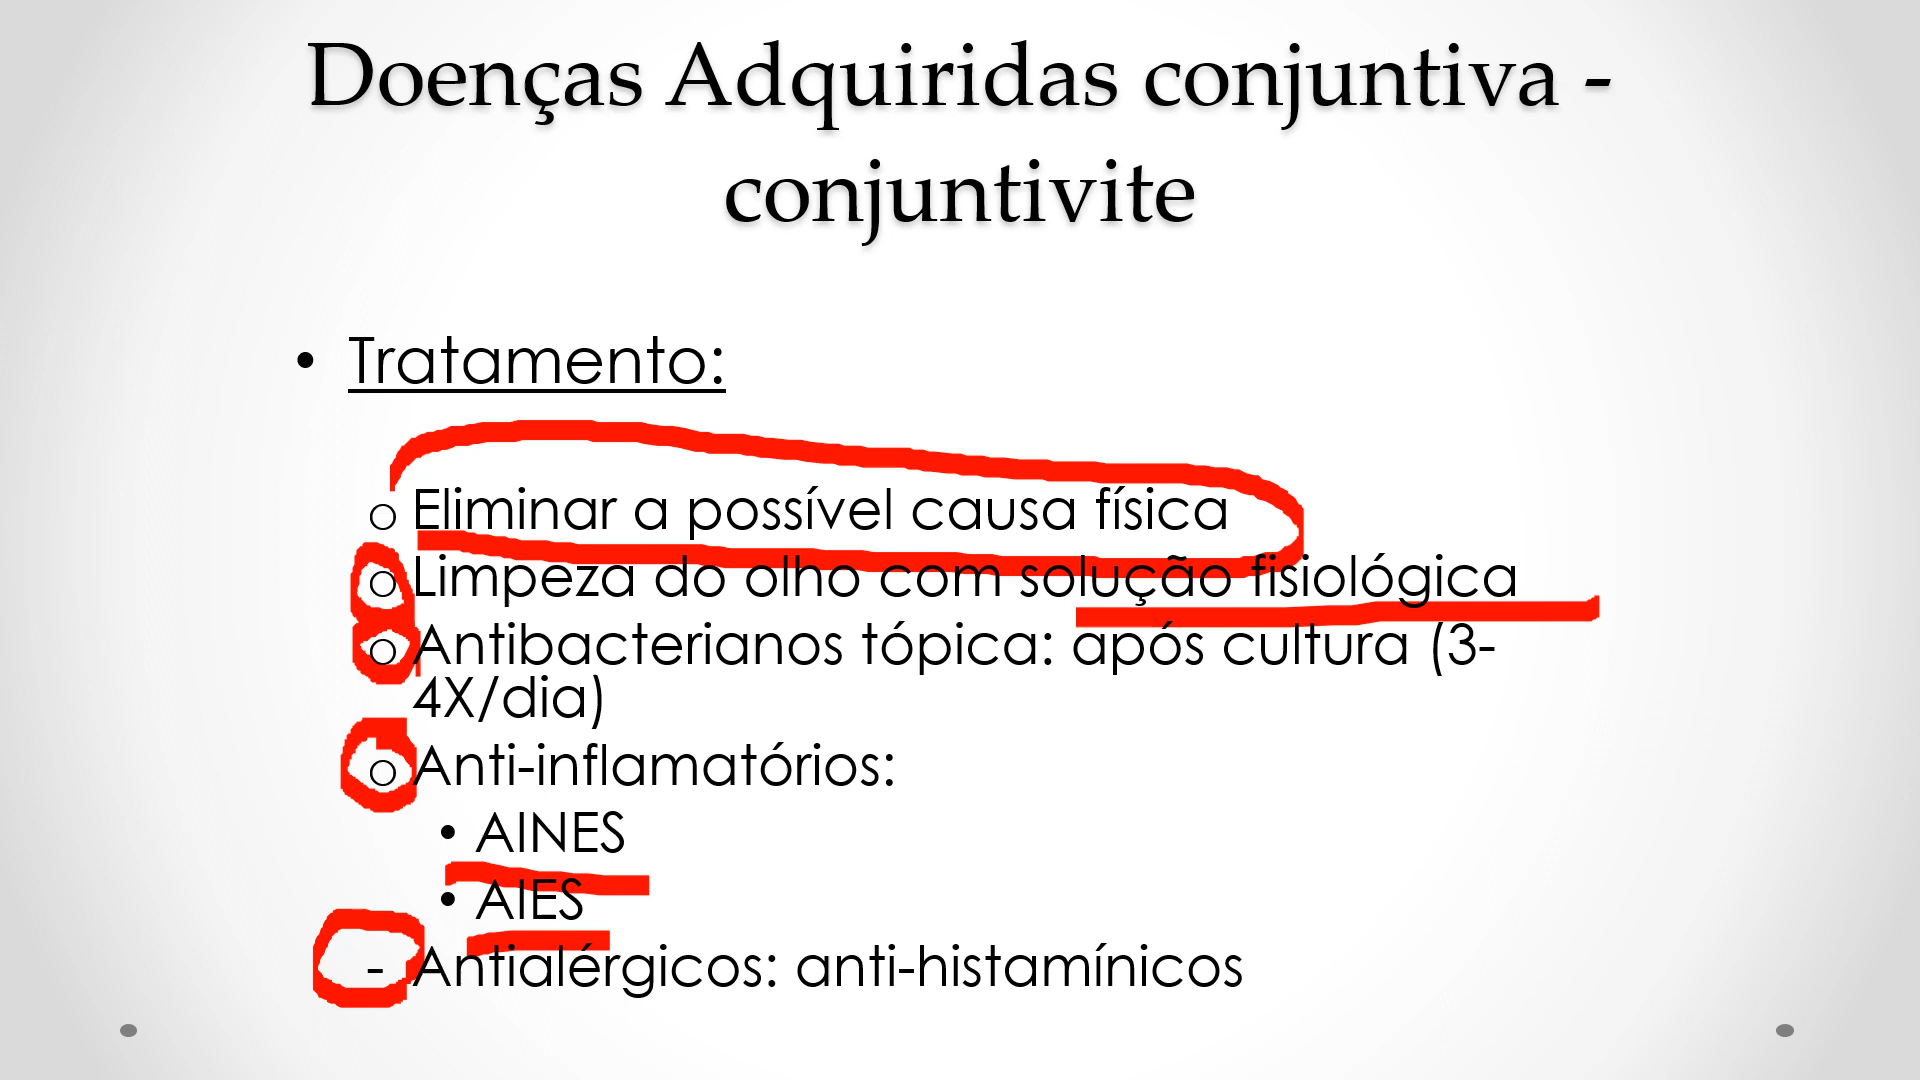 Doenças Adquiridas conjuntiva -
conjuntivite
• Tratamento:
o Eliminar a possível causa física
o Limpeza do olho com solução fisiológica
o Antibacterianos tópica: após cultura (3-
4X/dia)
o Anti-inflamatórios:
• AINES
• AIES
- Antialérgicos: anti-histamínicos